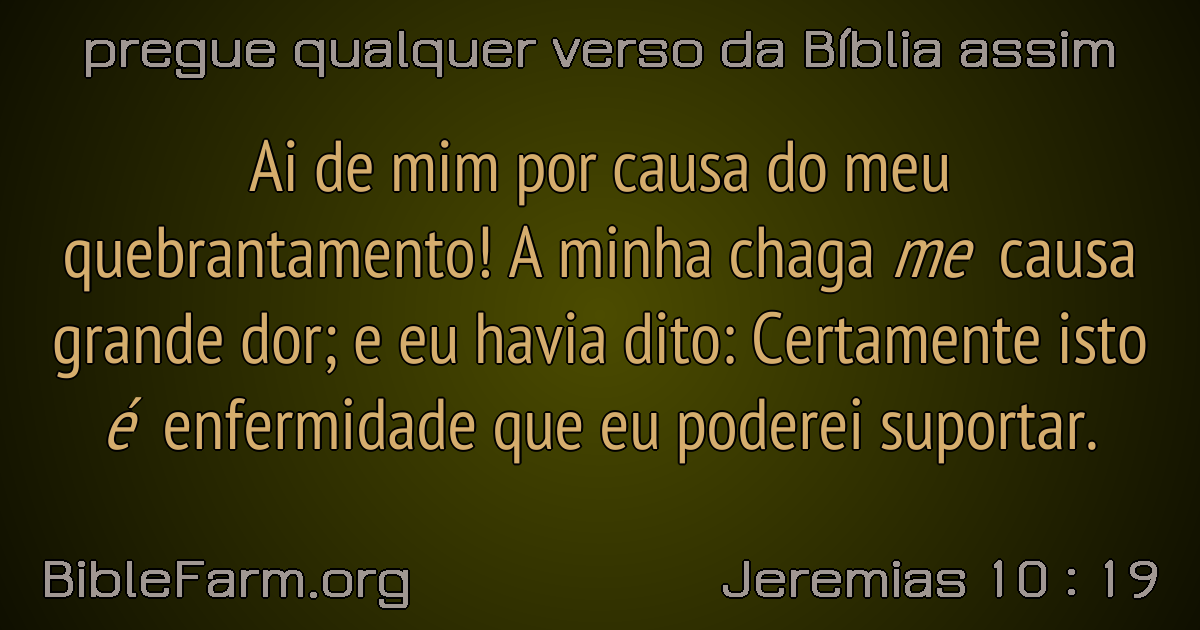 pregue qualquer verso da Bíblia assim
Ai de mim por causa do meu
quebrantamento! A minha chaga me causa
grande dor; e eu havia dito: Certamente isto
é enfermidade que eu poderei suportar.
BibleFarm.org
Jeremias 10 : 19